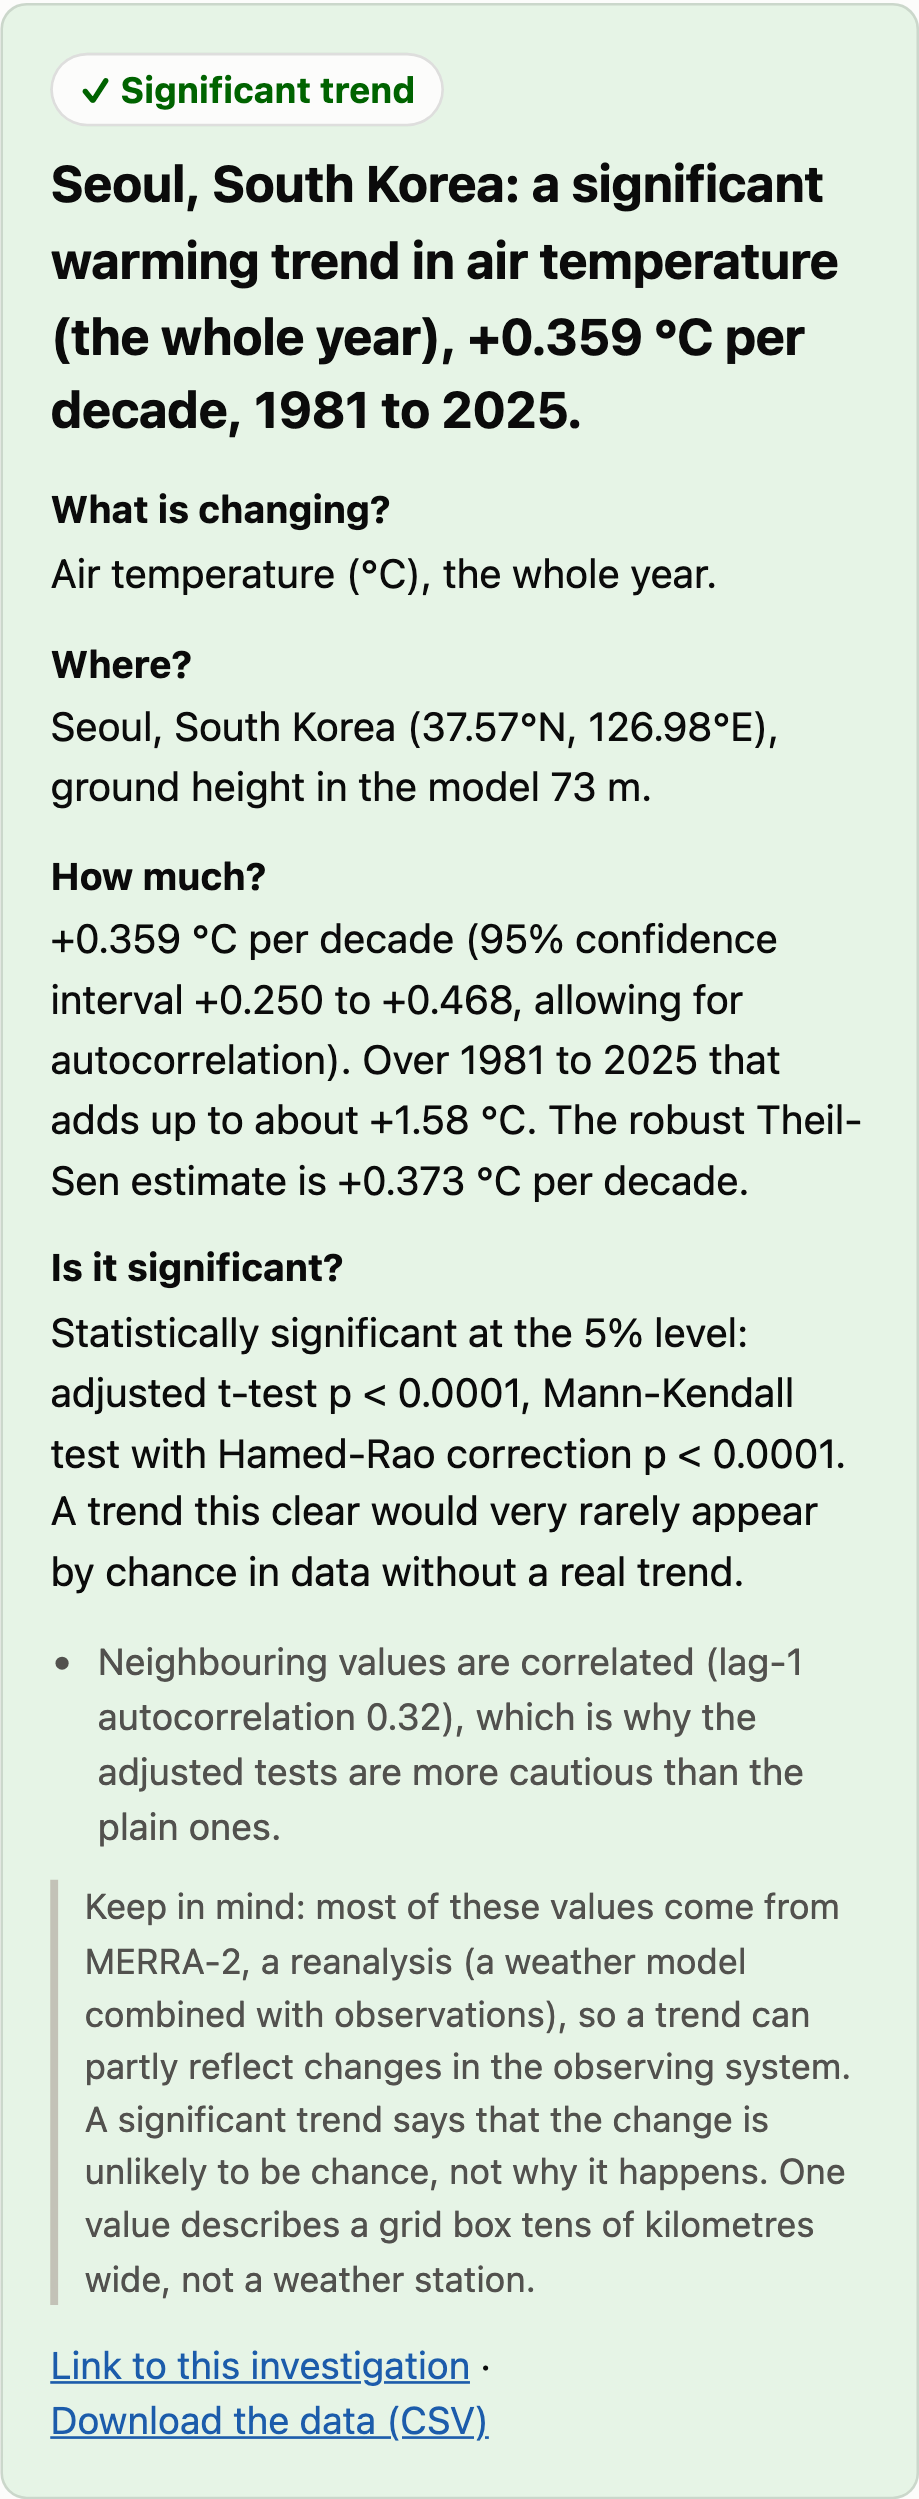 ✓ Significant trend
Seoul, South Korea: a significant
warming trend in air temperature
(the whole year), +0.359 °C per
decade, 1981 to 2025.
What is changing?
Air temperature (°C), the whole year.
Where?
Seoul, South Korea (37.57°N, 126.98°E),
ground height in the model 73 m.
How much?
+0.359 °C per decade (95% confidence
interval +0.250 to +0.468, allowing for
autocorrelation). Over 1981 to 2025 that
adds up to about +1.58 °C. The robust Theil-
Sen estimate is +0.373 °C per decade.
Is it significant?
Statistically significant at the 5% level:
adjusted t-test p < 0.0001, Mann-Kendall
test with Hamed-Rao correction p < 0.0001.
A trend this clear would very rarely appear
by chance in data without a real trend.
• Neighbouring values are correlated (lag-1
autocorrelation 0.32), which is why the
adjusted tests are more cautious than the
plain ones.
Keep in mind: most of these values come from
MERRA-2, a reanalysis (a weather model
combined with observations), so a trend can
partly reflect changes in the observing system.
A significant trend says that the change is
unlikely to be chance, not why it happens. One
value describes a grid box tens of kilometres
wide, not a weather station.
Link to this investigation ·
Download the data (CSV)